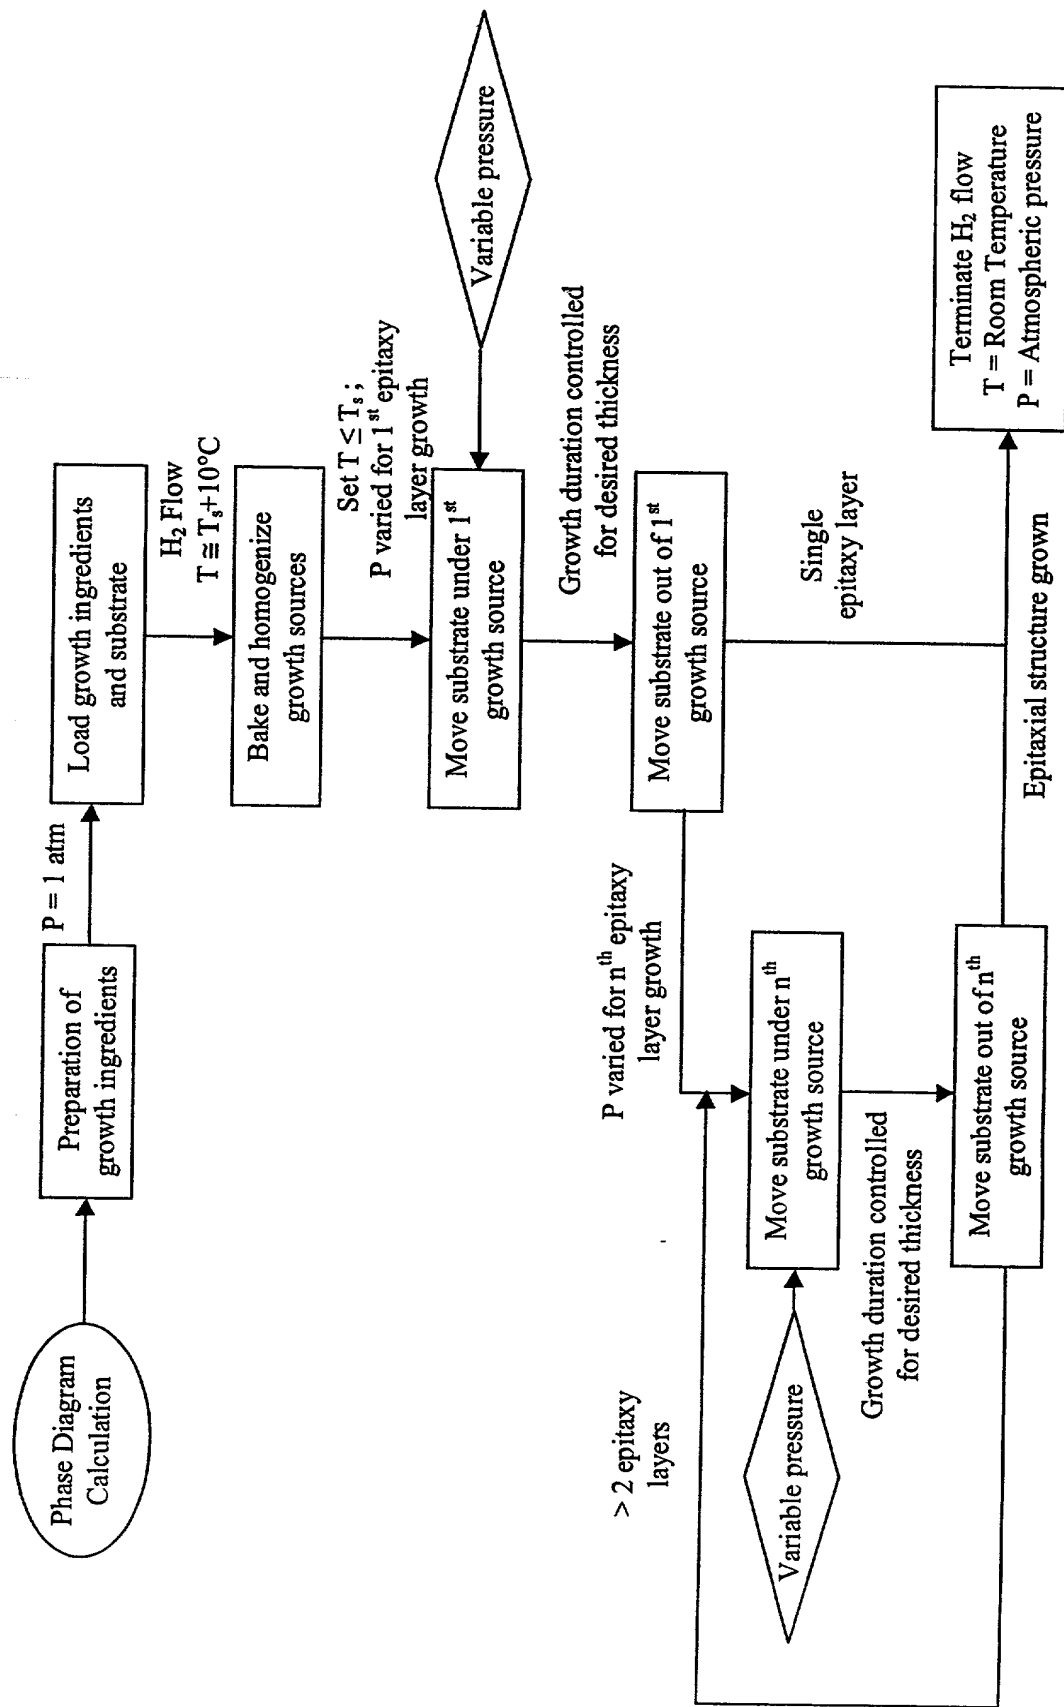 Phase Diagram
Calculation
Preparation of
growth ingredients
P = 1 atm
Load growth ingredients
and substrate
H₂ Flow
T ≅ Tₛ+10°C
Bake and homogenize
growth sources
Set T ≤ Tₛ ;
P varied for 1ˢᵗ epitaxy
layer growth
Move substrate under 1ˢᵗ
growth source
Variable pressure
Growth duration controlled
for desired thickness
Move substrate out of 1ˢᵗ
growth source
Single
epitaxy layer
P varied for nᵗʰ epitaxy
layer growth
> 2 epitaxy
layers
Variable pressure
Move substrate under nᵗʰ
growth source
Growth duration controlled
for desired thickness
Move substrate out of nᵗʰ
growth source
Epitaxial structure grown
Terminate H₂ flow
T = Room Temperature
P = Atmospheric pressure